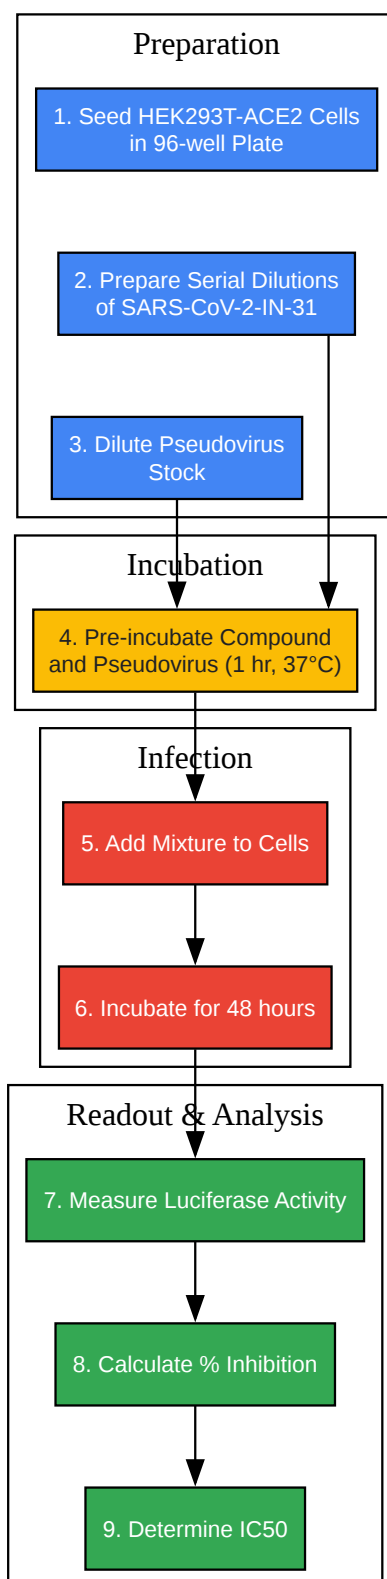 Preparation
1. Seed HEK293T-ACE2 Cells
in 96-well Plate
2. Prepare Serial Dilutions
of SARS-CoV-2-IN-31
3. Dilute Pseudovirus
Stock
Incubation
4. Pre-incubate Compound
and Pseudovirus (1 hr, 37°C)
Infection
5. Add Mixture to Cells
6. Incubate for 48 hours
Readout & Analysis
7. Measure Luciferase Activity
8. Calculate % Inhibition
9. Determine IC50